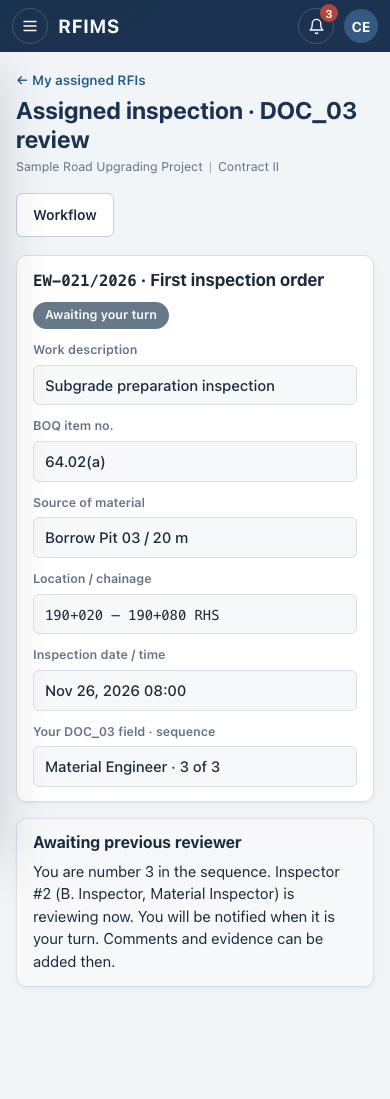 RFIMS
3
CE
← My assigned RFIs
Assigned inspection · DOC_03
review
Sample Road Upgrading Project | Contract II
Workflow
EW–021/2026 · First inspection order
Awaiting your turn
Work description
Subgrade preparation inspection
BOQ item no.
64.02(a)
Source of material
Borrow Pit 03 / 20 m
Location / chainage
190+020 – 190+080 RHS
Inspection date / time
Nov 26, 2026 08:00
Your DOC_03 field · sequence
Material Engineer · 3 of 3
Awaiting previous reviewer
You are number 3 in the sequence. Inspector
#2 (B. Inspector, Material Inspector) is
reviewing now. You will be notified when it is
your turn. Comments and evidence can be
added then.